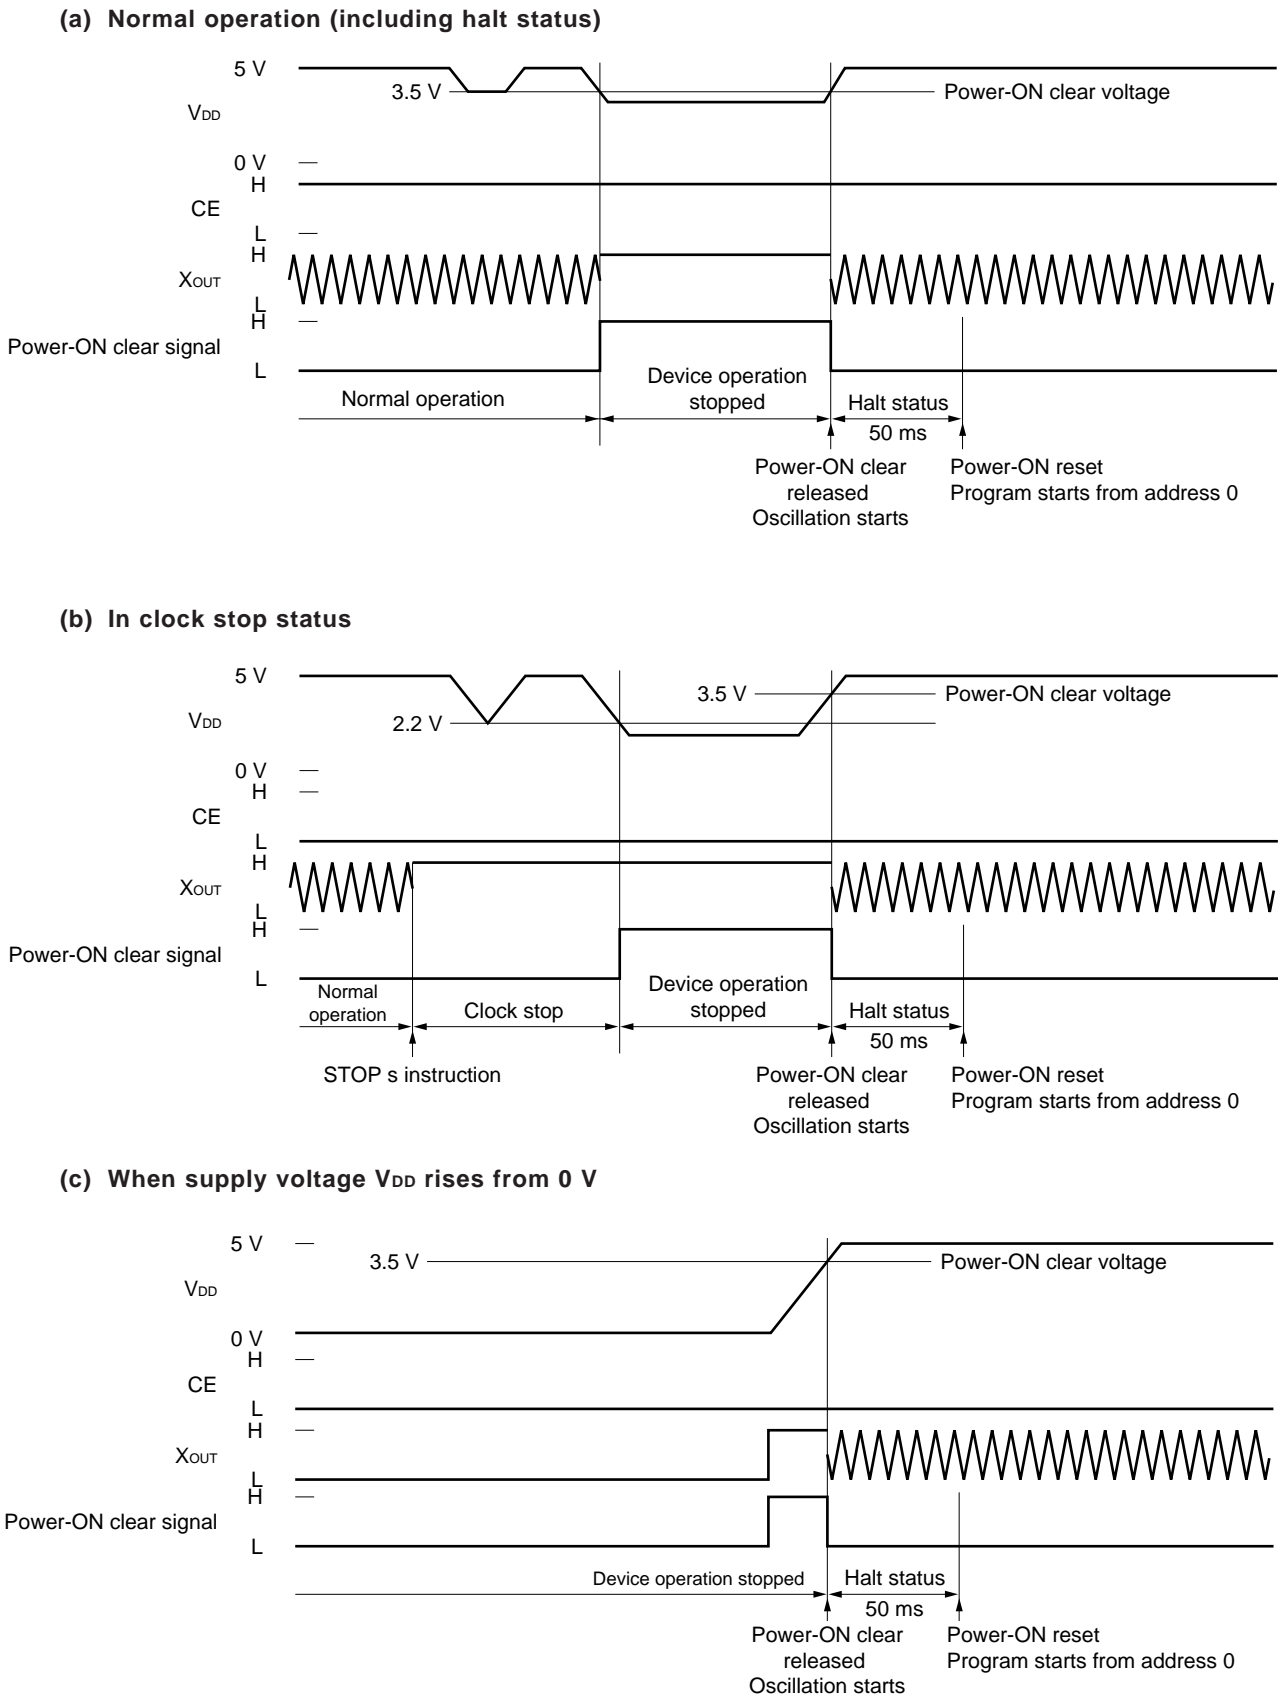 (a) Normal operation (including halt status)
5 V
3.5 V
Power-ON clear voltage
VDD
0 V
H
CE
L
H
XOUT
L
H
Power-ON clear signal
L
Normal operation
Device operation
stopped
Halt status
50 ms
Power-ON clear
released
Oscillation starts
Power-ON reset
Program starts from address 0
(b) In clock stop status
5 V
3.5 V
Power-ON clear voltage
VDD
2.2 V
0 V
H
CE
L
H
XOUT
L
H
Power-ON clear signal
L
Normal
operation
Clock stop
Device operation
stopped
Halt status
50 ms
STOP s instruction
Power-ON clear
released
Oscillation starts
Power-ON reset
Program starts from address 0
(c) When supply voltage VDD rises from 0 V
5 V
3.5 V
Power-ON clear voltage
VDD
0 V
H
CE
L
H
XOUT
L
H
Power-ON clear signal
L
Device operation stopped
Halt status
50 ms
Power-ON clear
released
Oscillation starts
Power-ON reset
Program starts from address 0